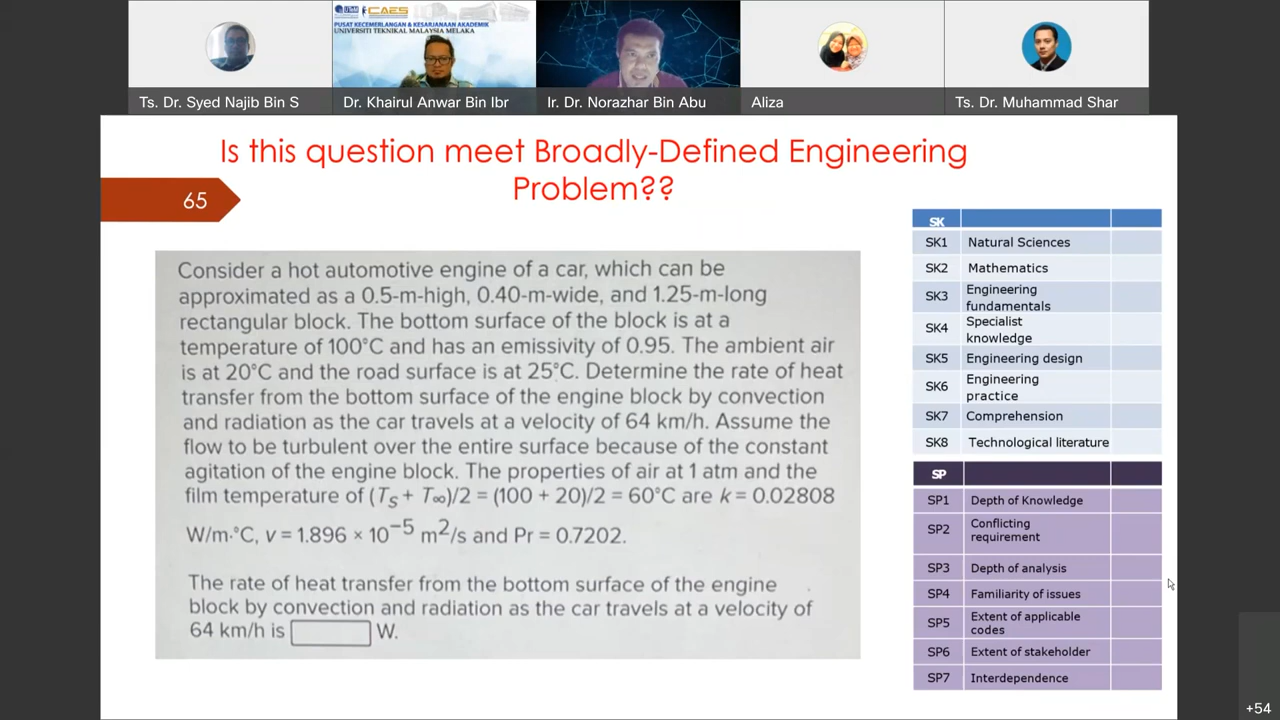 PUSAT KECEMERLANGAN & KESARJANAAN AKADEMIK
UNIVERSITI TEKNIKAL MALAYSIA MELAKA
Ts. Dr. Syed Najib Bin S
Dr. Khairul Anwar Bin Ibr
Ir. Dr. Norazhar Bin Abu
Aliza
Ts. Dr. Muhammad Shar
Is this question meet Broadly-Defined Engineering
Problem??
65
Consider a hot automotive engine of a car, which can be
approximated as a 0.5-m-high, 0.40-m-wide, and 1.25-m-long
rectangular block. The bottom surface of the block is at a
temperature of 100°C and has an emissivity of 0.95. The ambient air
is at 20°C and the road surface is at 25°C. Determine the rate of heat
transfer from the bottom surface of the engine block by convection
and radiation as the car travels at a velocity of 64 km/h. Assume the
flow to be turbulent over the entire surface because of the constant
agitation of the engine block. The properties of air at 1 atm and the
film temperature of (Ts + T∞)/2 = (100 + 20)/2 = 60°C are k = 0.02808
W/m·°C, v = 1.896 × 10−5 m2/s and Pr = 0.7202.
The rate of heat transfer from the bottom surface of the engine
block by convection and radiation as the car travels at a velocity of
64 km/h is W.
SK
SK1 Natural Sciences
SK2 Mathematics
SK3 Engineering
fundamentals
SK4 Specialist
knowledge
SK5 Engineering design
SK6 Engineering
practice
SK7 Comprehension
SK8 Technological literature
SP
SP1 Depth of Knowledge
SP2 Conflicting
requirement
SP3 Depth of analysis
SP4 Familiarity of issues
SP5 Extent of applicable
codes
SP6 Extent of stakeholder
SP7 Interdependence
+54